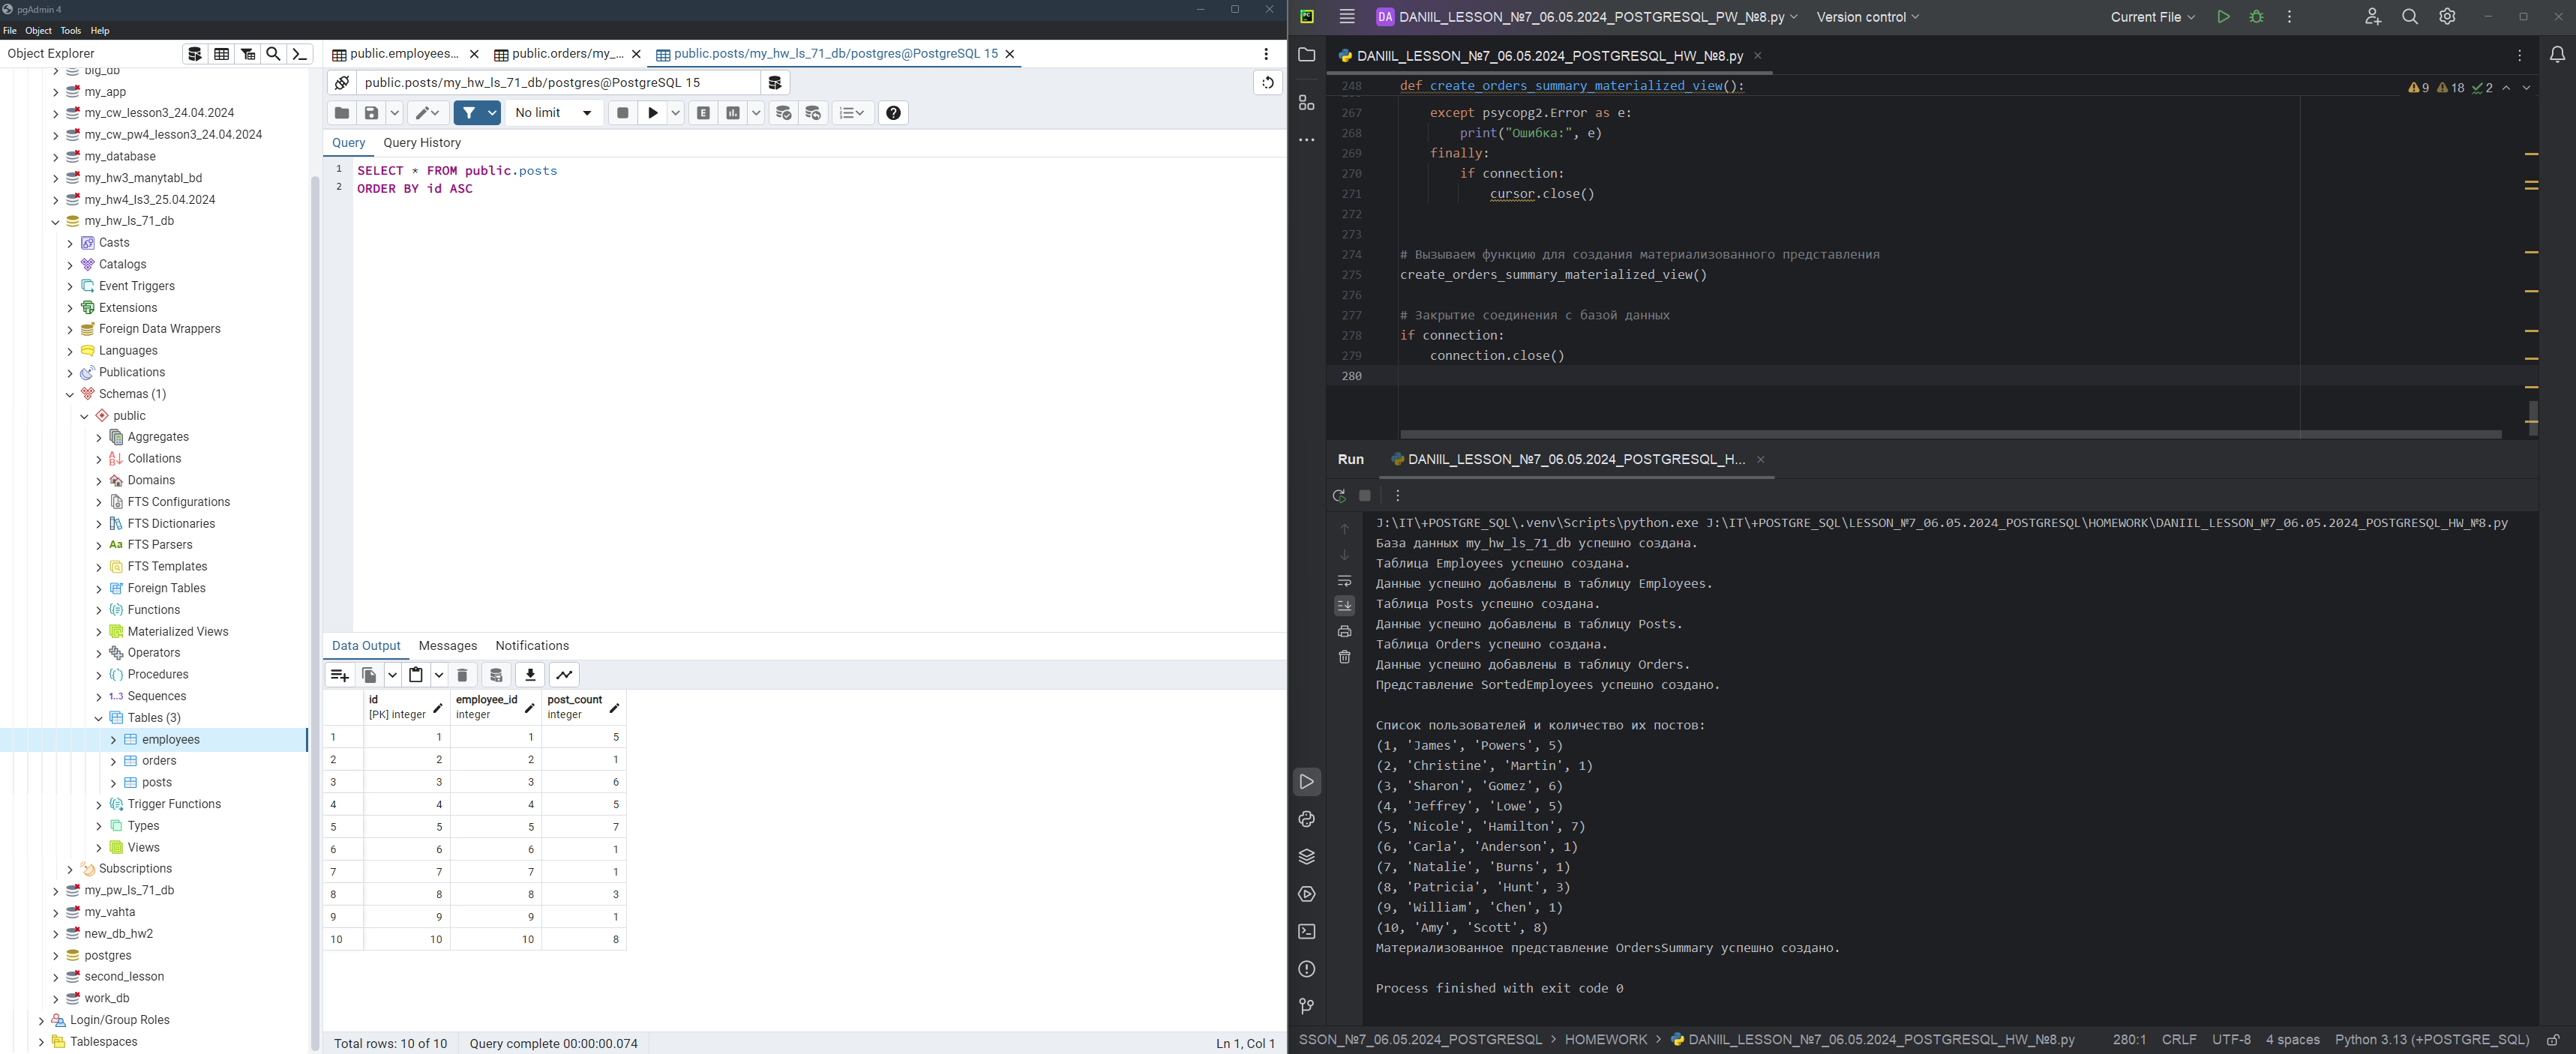 pgAdmin 4
File Object Tools Help
Object Explorer
big_db
my_app
my_cw_lesson3_24.04.2024
my_cw_pw4_lesson3_24.04.2024
my_database
my_hw3_manytabl_bd
my_hw4_ls3_25.04.2024
my_hw_ls_71_db
Casts
Catalogs
Event Triggers
Extensions
Foreign Data Wrappers
Languages
Publications
Schemas (1)
public
Aggregates
Collations
Domains
FTS Configurations
FTS Dictionaries
FTS Parsers
FTS Templates
Foreign Tables
Functions
Materialized Views
Operators
Procedures
Sequences
Tables (3)
employees
orders
posts
Trigger Functions
Types
Views
Subscriptions
my_pw_ls_71_db
my_vahta
new_db_hw2
postgres
second_lesson
work_db
Login/Group Roles
Tablespaces
public.employees... public.orders/my_... public.posts/my_hw_ls_71_db/postgres@PostgreSQL 15
public.posts/my_hw_ls_71_db/postgres@PostgreSQL 15
No limit
Query Query History
1 SELECT * FROM public.posts
2 ORDER BY id ASC
Data Output Messages Notifications
id employee_id post_count
[PK] integer integer integer
1 1 1 5
2 2 2 1
3 3 3 6
4 4 4 5
5 5 5 7
6 6 6 1
7 7 7 1
8 8 8 3
9 9 9 1
10 10 10 8
Total rows: 10 of 10 Query complete 00:00:00.074 Ln 1, Col 1
DA DANIIL_LESSON_№7_06.05.2024_POSTGRESQL_PW_№8.py Version control Current File
DANIIL_LESSON_№7_06.05.2024_POSTGRESQL_HW_№8.py
248 def create_orders_summary_materialized_view(): 9 18 2
267 except psycopg2.Error as e:
268 print("Ошибка:", e)
269 finally:
270 if connection:
271 cursor.close()
272
273
274 # Вызываем функцию для создания материализованного представления
275 create_orders_summary_materialized_view()
276
277 # Закрытие соединения с базой данных
278 if connection:
279 connection.close()
280
Run DANIIL_LESSON_№7_06.05.2024_POSTGRESQL_H...
J:\IT\+POSTGRE_SQL\.venv\Scripts\python.exe J:\IT\+POSTGRE_SQL\LESSON_№7_06.05.2024_POSTGRESQL\HOMEWORK\DANIIL_LESSON_№7_06.05.2024_POSTGRESQL_HW_№8.py
База данных my_hw_ls_71_db успешно создана.
Таблица Employees успешно создана.
Данные успешно добавлены в таблицу Employees.
Таблица Posts успешно создана.
Данные успешно добавлены в таблицу Posts.
Таблица Orders успешно создана.
Данные успешно добавлены в таблицу Orders.
Представление SortedEmployees успешно создано.
Список пользователей и количество их постов:
(1, 'James', 'Powers', 5)
(2, 'Christine', 'Martin', 1)
(3, 'Sharon', 'Gomez', 6)
(4, 'Jeffrey', 'Lowe', 5)
(5, 'Nicole', 'Hamilton', 7)
(6, 'Carla', 'Anderson', 1)
(7, 'Natalie', 'Burns', 1)
(8, 'Patricia', 'Hunt', 3)
(9, 'William', 'Chen', 1)
(10, 'Amy', 'Scott', 8)
Материализованное представление OrdersSummary успешно создано.
Process finished with exit code 0
SSON_№7_06.05.2024_POSTGRESQL > HOMEWORK > DANIIL_LESSON_№7_06.05.2024_POSTGRESQL_HW_№8.py 280:1 CRLF UTF-8 4 spaces Python 3.13 (+POSTGRE_SQL)